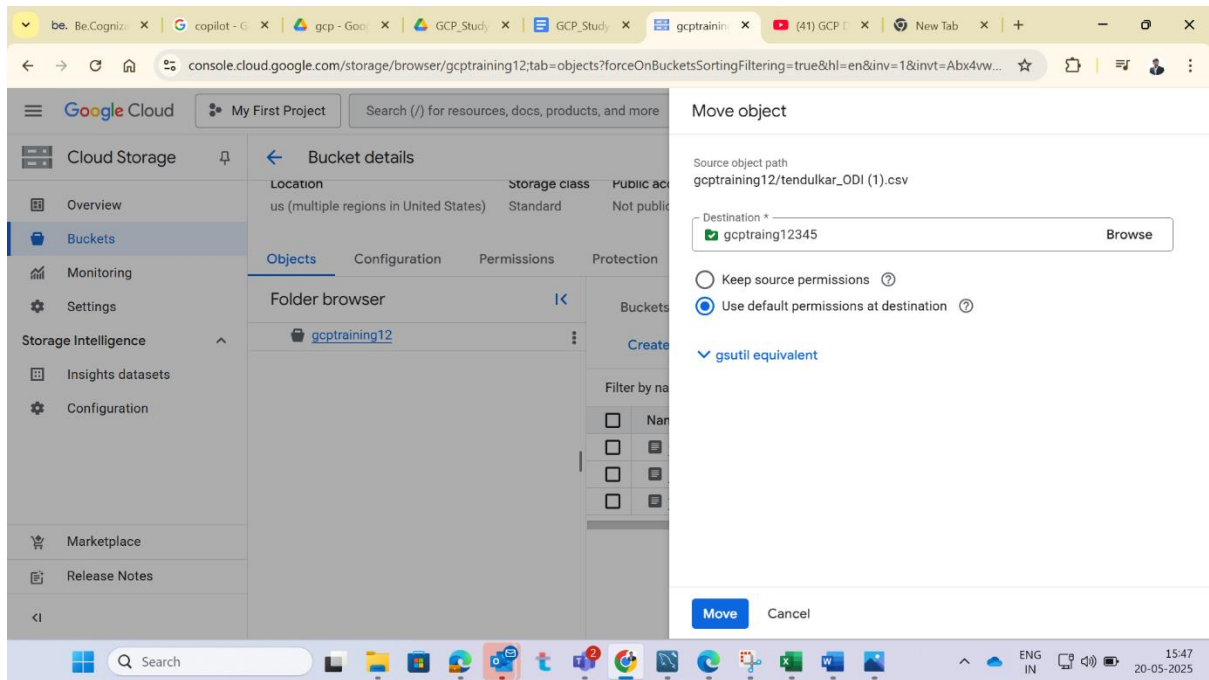 be. Be.Cogniz
copilot - G
gcp - Goo
GCP_Study
GCP_Study
gcptrainin
(41) GCP D
New Tab
console.cloud.google.com/storage/browser/gcptraining12;tab=objects?forceOnBucketsSortingFiltering=true&hl=en&inv=1&invt=Abx4vw...
Google Cloud
My First Project
Search (/) for resources, docs, products, and more
Move object
Cloud Storage
Bucket details
Source object path
gcptraining12/tendulkar_ODI (1).csv
Location
Storage class
Public acc
us (multiple regions in United States)
Standard
Not public
Overview
Buckets
Monitoring
Settings
Storage Intelligence
Insights datasets
Configuration
Destination *
gcptraing12345
Browse
Objects
Configuration
Permissions
Protection
Keep source permissions
Use default permissions at destination
Folder browser
Buckets
gcptraining12
Create
gsutil equivalent
Filter by na
Nan
Marketplace
Release Notes
Move
Cancel
Search
2
ENG
IN
15:47
20-05-2025